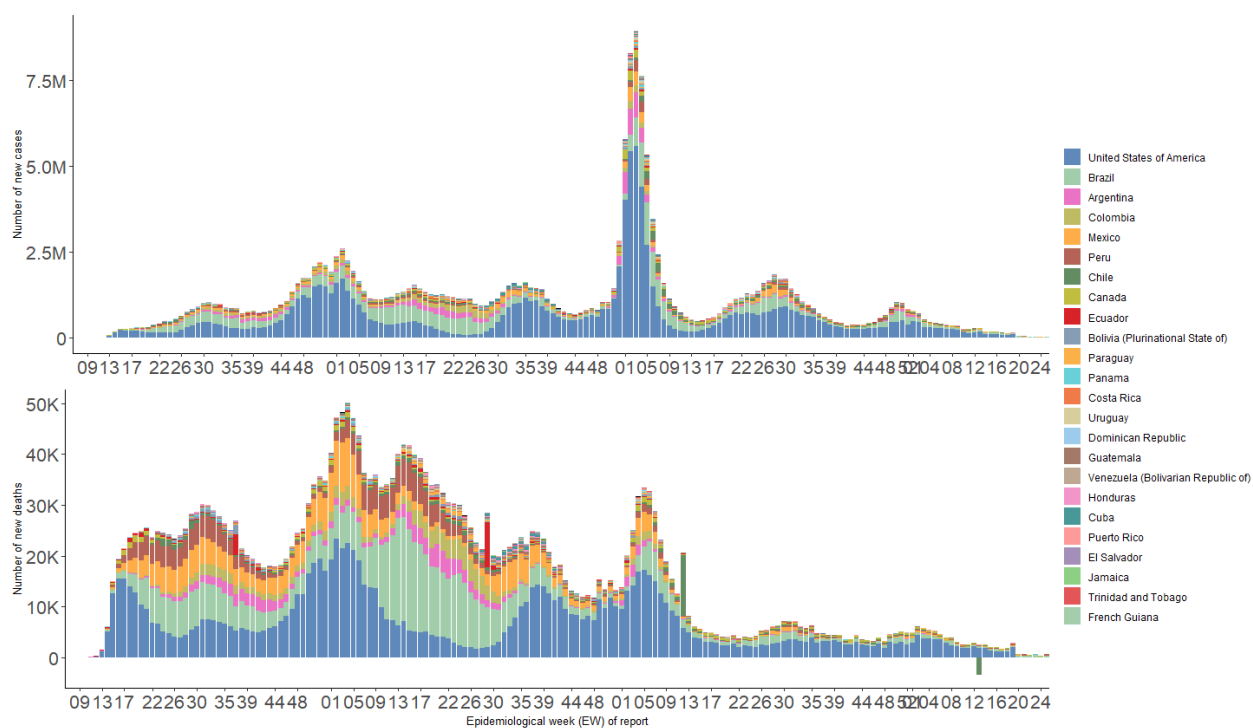 Number of new cases
7.5M
5.0M
2.5M
0
09 13 17 22 26 30 35 39 44 48 01 05 09 13 17 22 26 30 35 39 44 48 01 05 09 13 17 22 26 30 35 39 44 48 52 01 04 08 12 16 20 24
Number of new deaths
50K
40K
30K
20K
10K
0
09 13 17 22 26 30 35 39 44 48 01 05 09 13 17 22 26 30 35 39 44 48 01 05 09 13 17 22 26 30 35 39 44 48 52 01 04 08 12 16 20 24
Epidemiological week (EW) of report
United States of America
Brazil
Argentina
Colombia
Mexico
Peru
Chile
Canada
Ecuador
Bolivia (Plurinational State of)
Paraguay
Panama
Costa Rica
Uruguay
Dominican Republic
Guatemala
Venezuela (Bolivarian Republic of)
Honduras
Cuba
Puerto Rico
El Salvador
Jamaica
Trinidad and Tobago
French Guiana